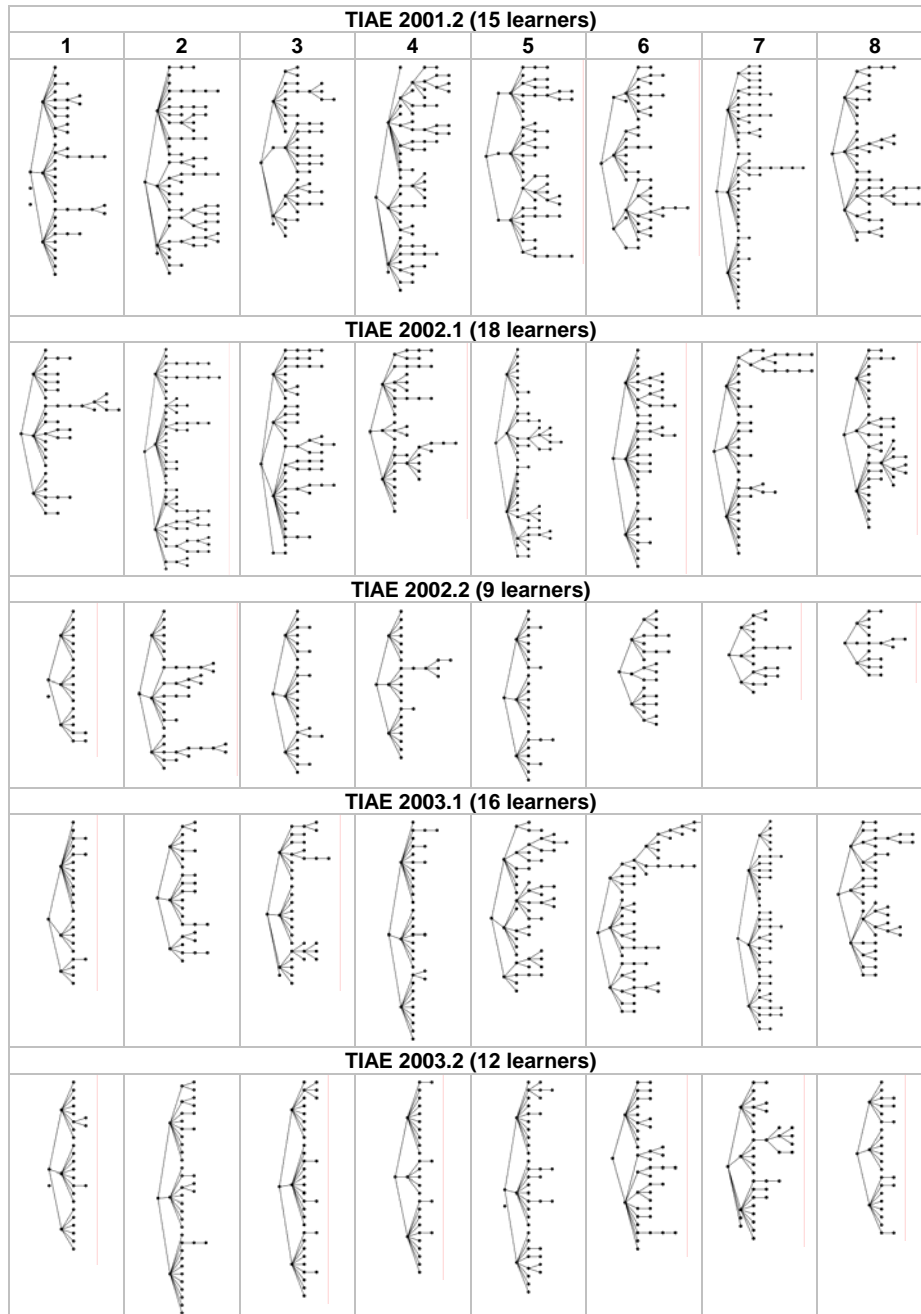 TIAE 2001.2 (15 learners)
1 2 3 4 5 6 7 8
TIAE 2002.1 (18 learners)
TIAE 2002.2 (9 learners)
TIAE 2003.1 (16 learners)
TIAE 2003.2 (12 learners)